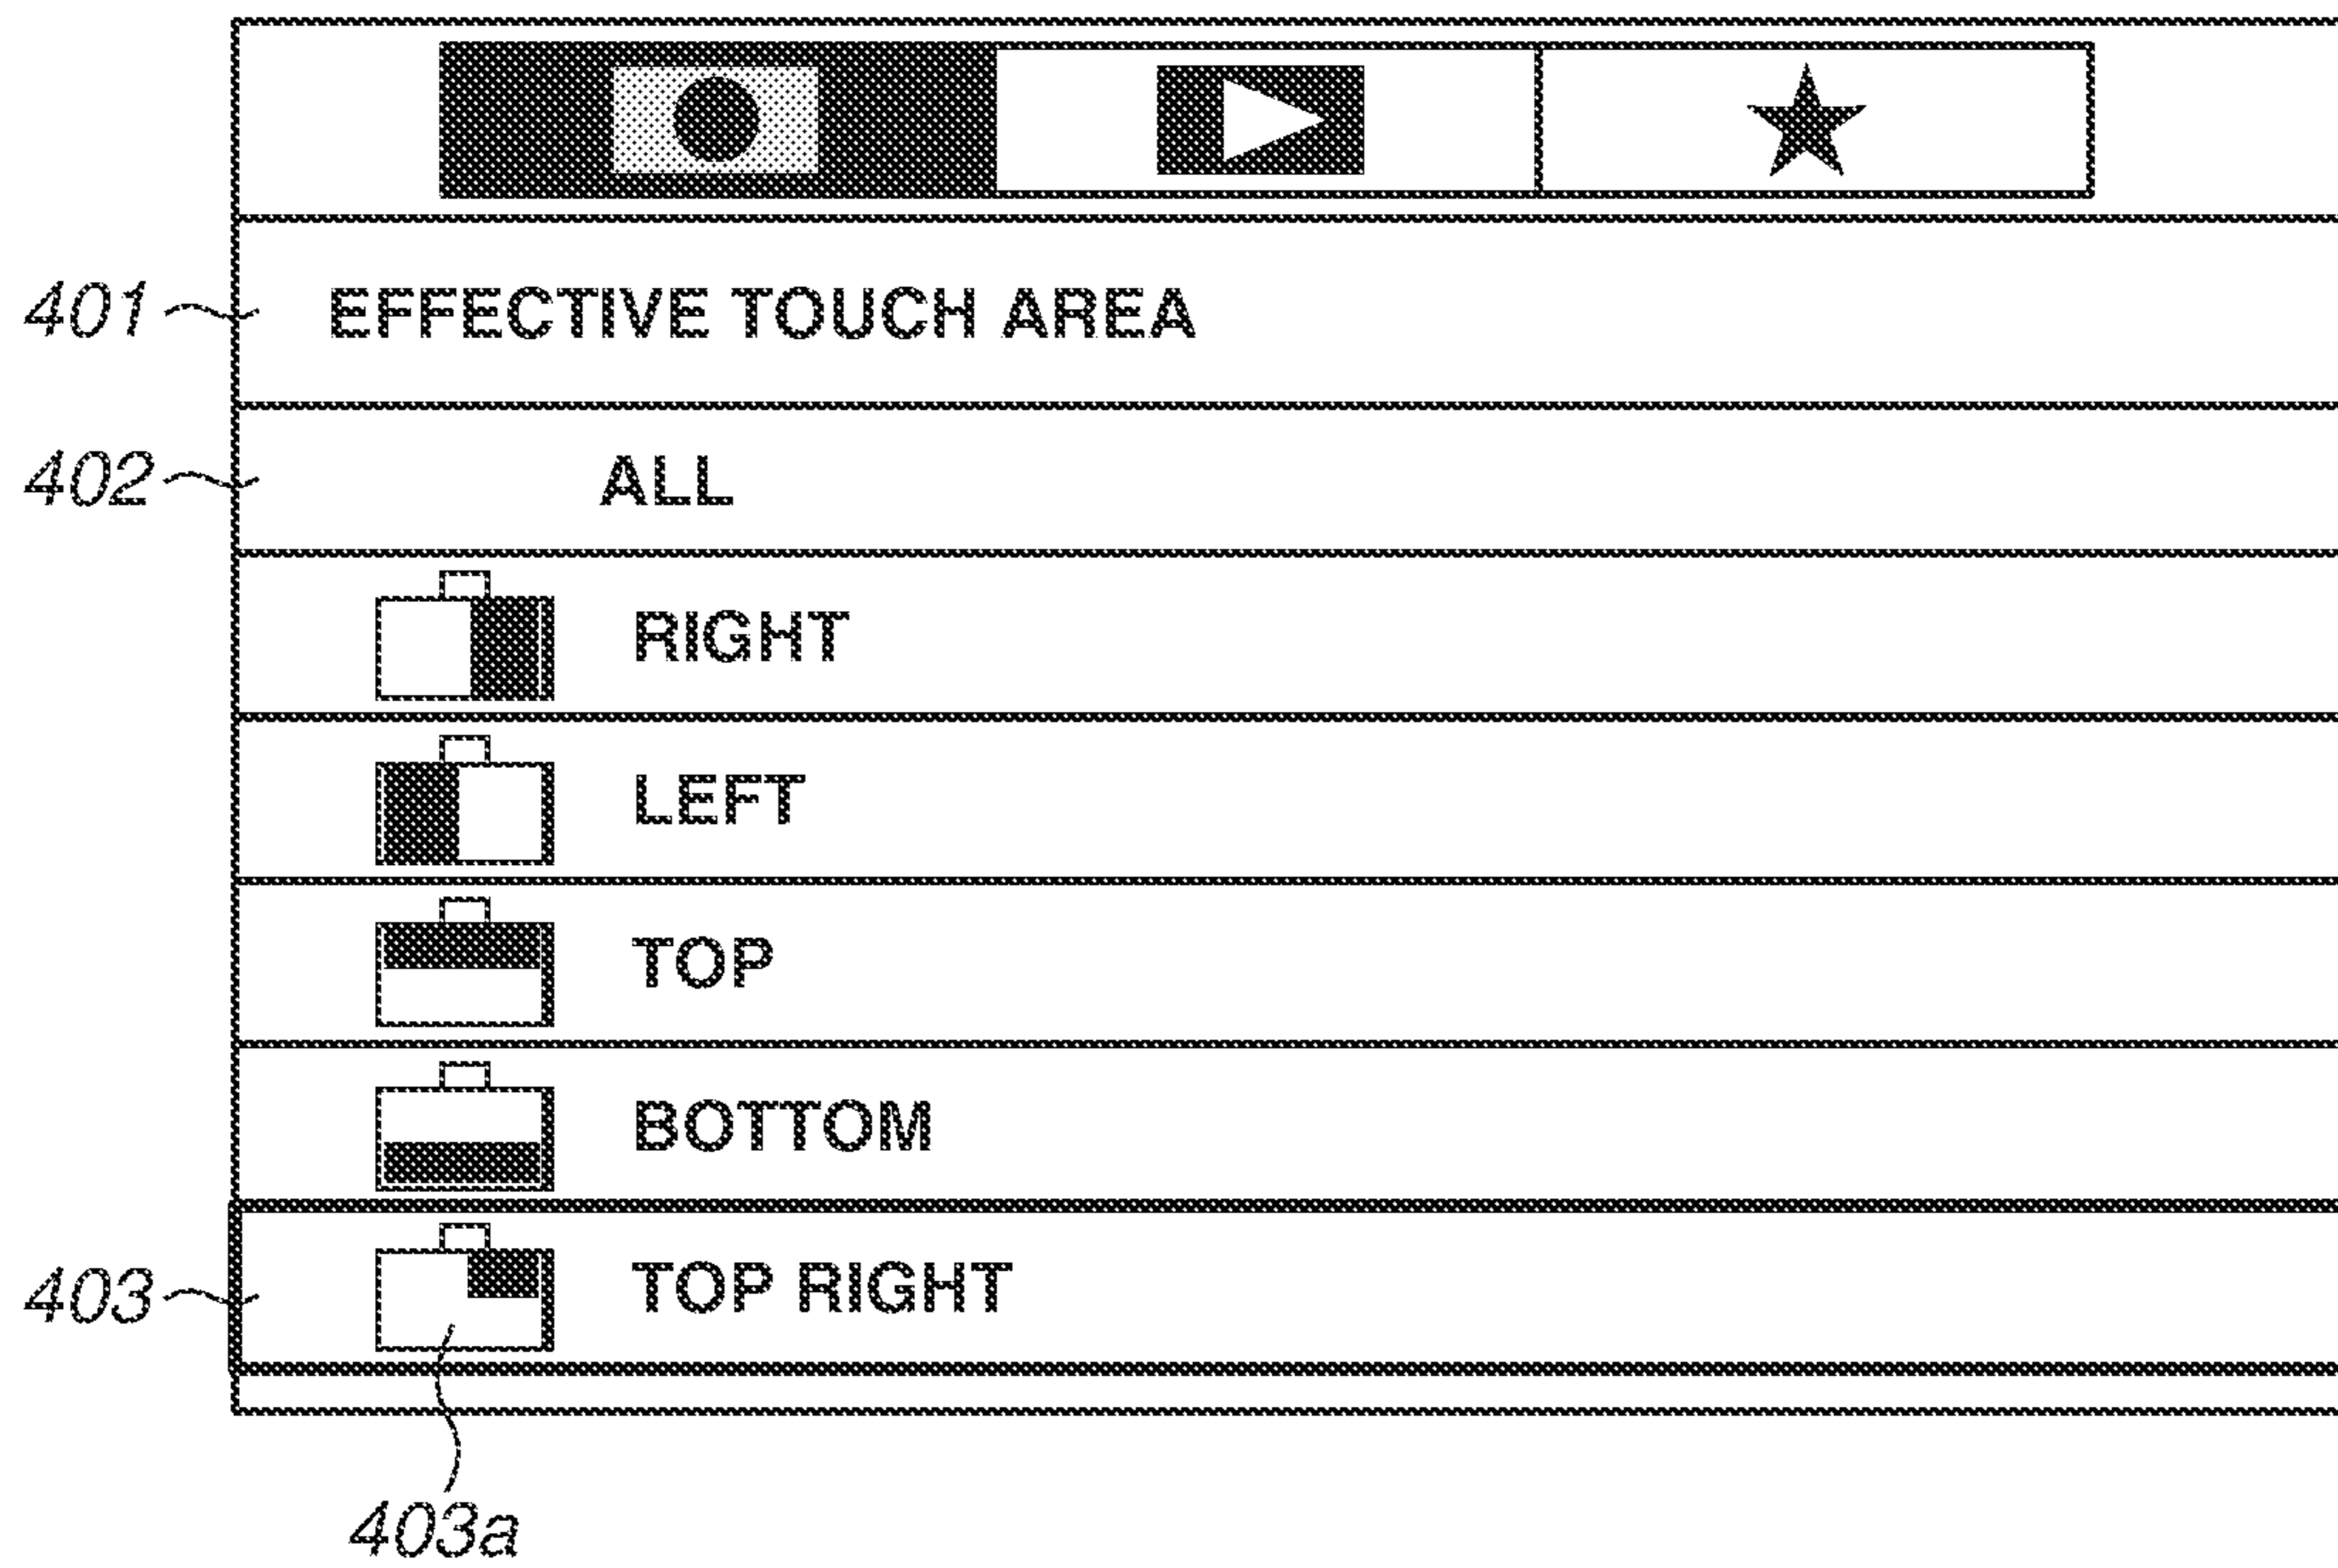 401 EFFECTIVE TOUCH AREA
402 ALL
RIGHT
LEFT
TOP
BOTTOM
403 TOP RIGHT
403a